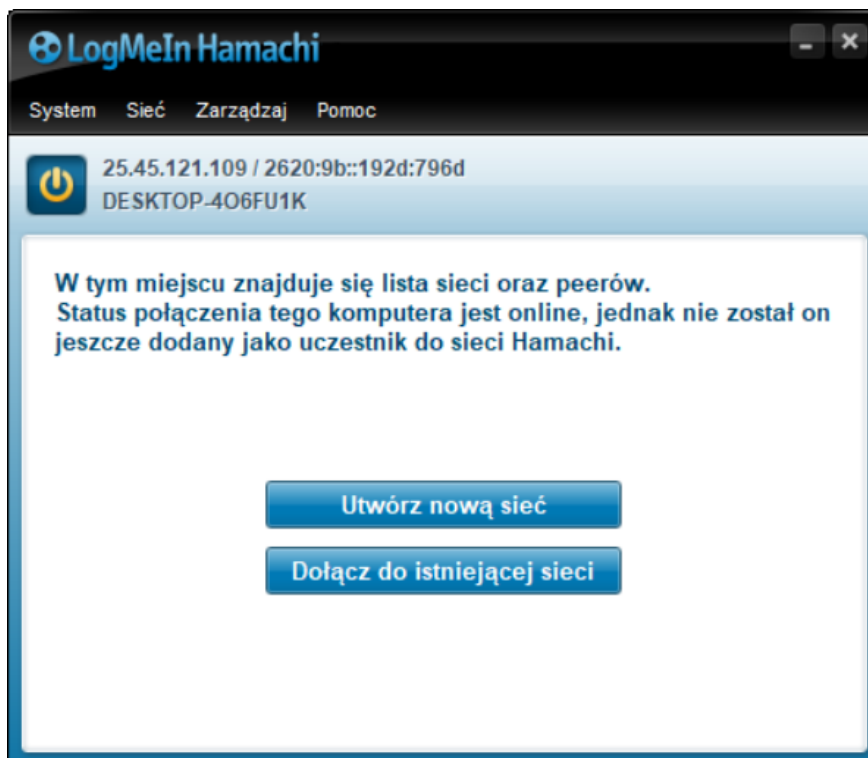 LogMeIn Hamachi
System Sieć Zarządzaj Pomoc
25.45.121.109 / 2620:9b::192d:796d
DESKTOP-4O6FU1K
W tym miejscu znajduje się lista sieci oraz peerów.
Status połączenia tego komputera jest online, jednak nie został on
jeszcze dodany jako uczestnik do sieci Hamachi.
Utwórz nową sieć
Dołącz do istniejącej sieci